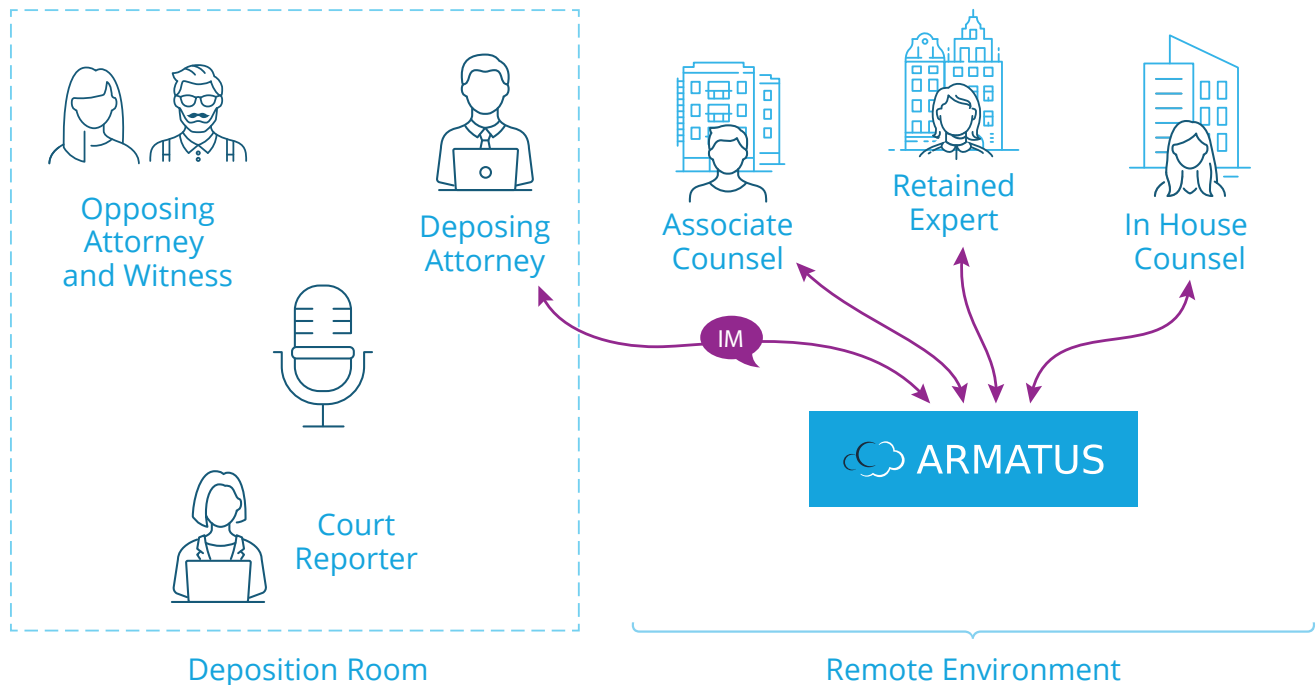 Opposing
Attorney
and Witness
Deposing
Attorney
Associate
Counsel
Retained
Expert
In House
Counsel
IM
ARMATUS
Court
Reporter
Deposition Room
Remote Environment